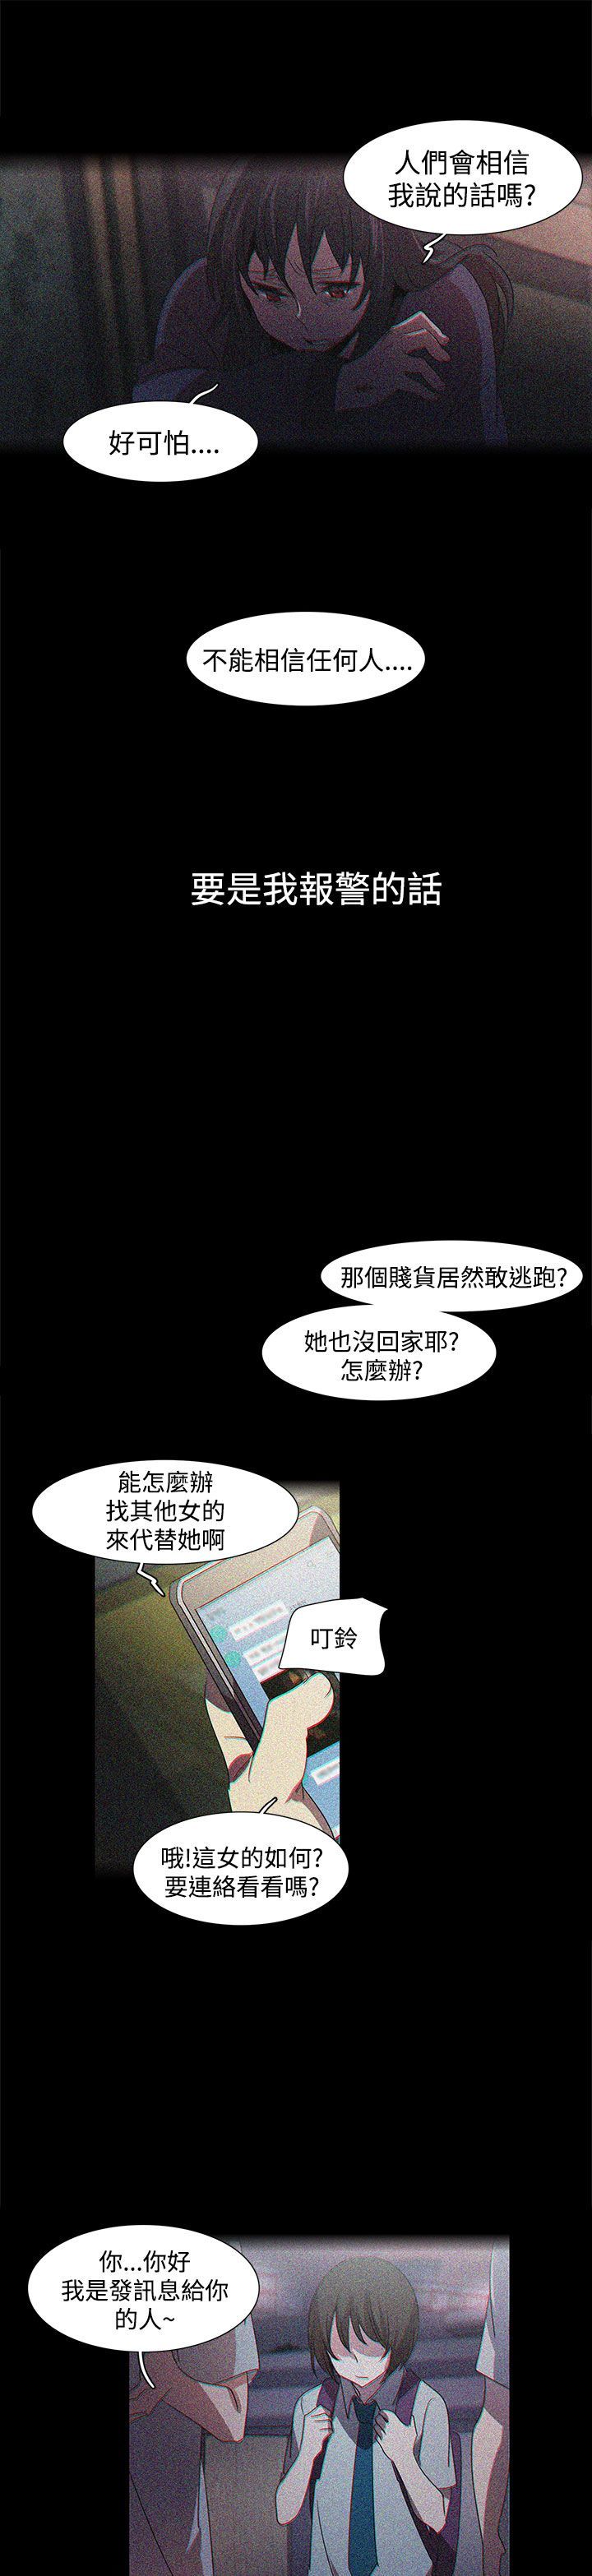 人們會相信
我說的話嗎?
好可怕....
不能相信任何人....
要是我報警的話
那個賤貨居然敢逃跑?
她也沒回家耶?
怎麼辦?
能怎麼辦
找其他女的
來代替她啊
叮鈴
哦!這女的如何?
要連絡看看嗎?
你...你好
我是發訊息給你
的人~